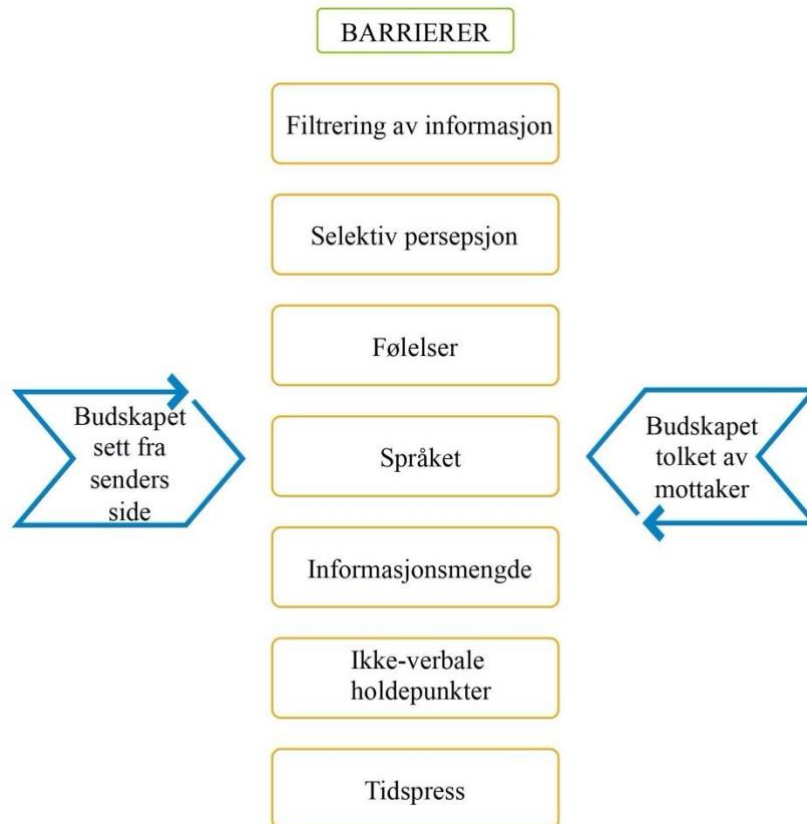 BARRIERER
Filtrering av informasjon
Selektiv persepsjon
Følelser
Budskapet
sett fra
senders
side
Språket
Budskapet
tolket av
mottaker
Informasjonsmengde
Ikke-verbale
holdepunkter
Tidspress